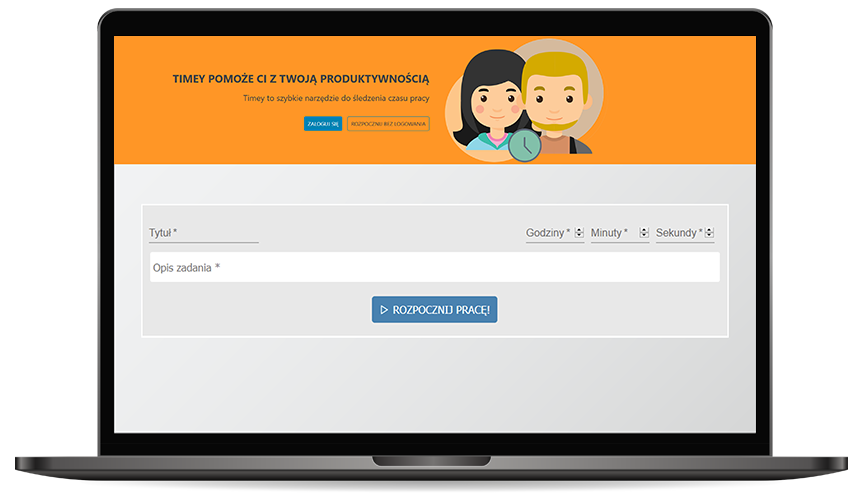 TIMEY POMOŻE CI Z TWOJĄ PRODUKTYWNOŚCIĄ
Timey to szybkie narzędzie do śledzenia czasu pracy
ZALOGUJ SIĘ ROZPOCZNIJ BEZ LOGOWANIA
Tytuł * Godziny * Minuty * Sekundy *
Opis zadania *
ROZPOCZNIJ PRACĘ!